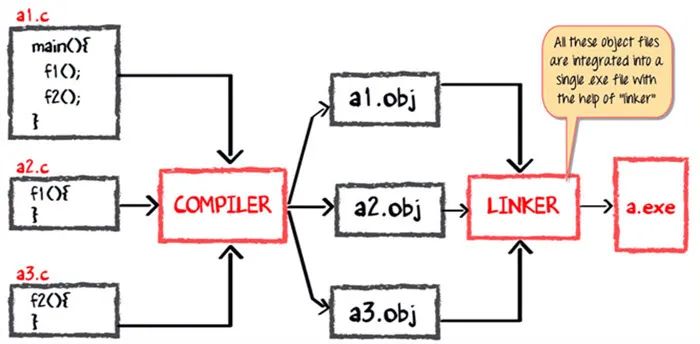 a1.c
main(){
f1();
f2();
}
a2.c
f1(){
}
a3.c
f2(){
}
COMPILER
a1.obj
a2.obj
a3.obj
All these object files
are integrated into a
single .exe file with
the help of "linker"
LINKER
a.exe